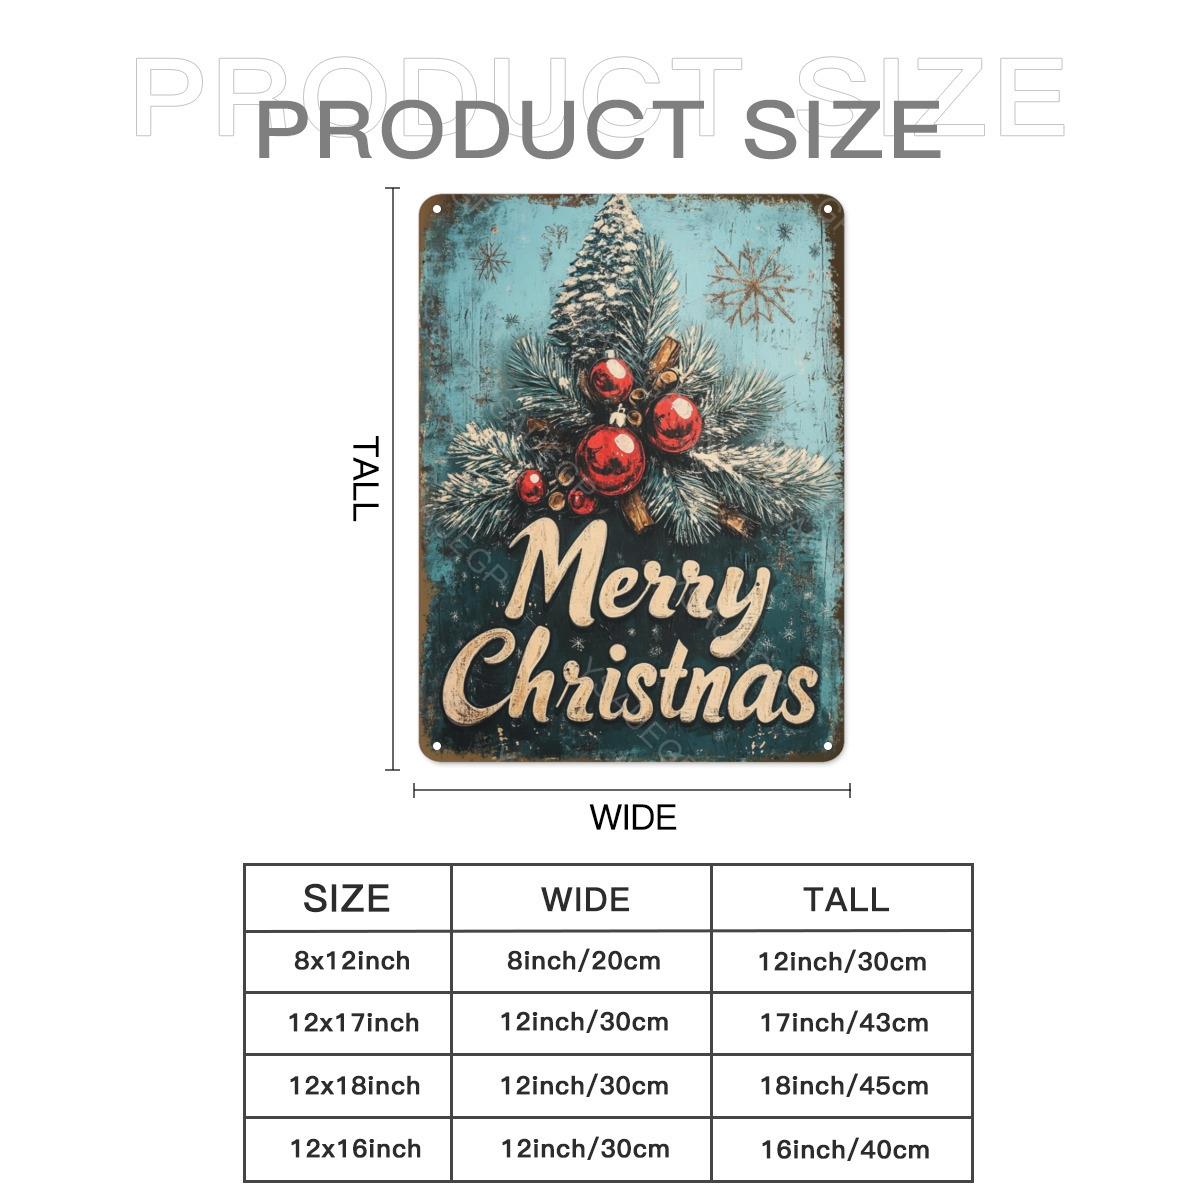 PRODUCT SIZE
PRODUCT SIZE
TALL
Merry
Christnas
WIDE
SIZE WIDE TALL
8x12inch 8inch/20cm 12inch/30cm
12x17inch 12inch/30cm 17inch/43cm
12x18inch 12inch/30cm 18inch/45cm
12x16inch 12inch/30cm 16inch/40cm